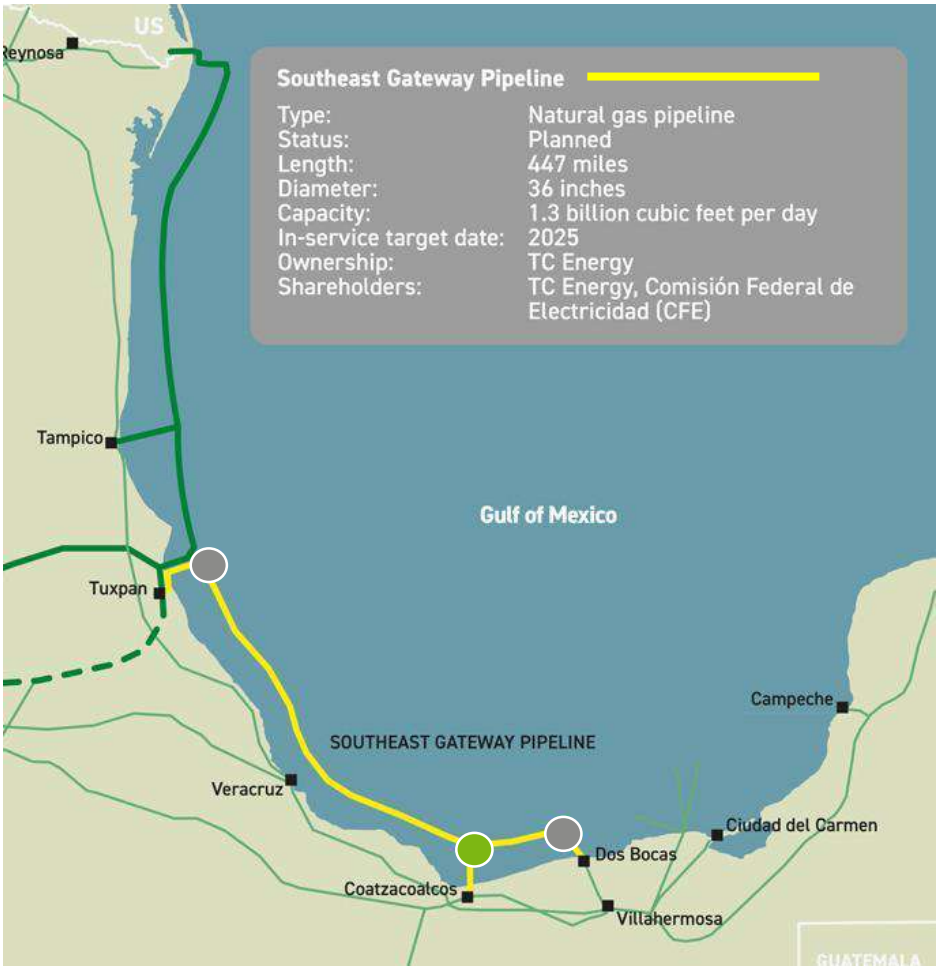 US
Reynosa
Southeast Gateway Pipeline
Type: Natural gas pipeline
Status: Planned
Length: 447 miles
Diameter: 36 inches
Capacity: 1.3 billion cubic feet per day
In-service target date: 2025
Ownership: TC Energy
Shareholders: TC Energy, Comisión Federal de
Electricidad (CFE)
Tampico
Gulf of Mexico
Tuxpan
Campeche
SOUTHEAST GATEWAY PIPELINE
Veracruz
Ciudad del Carmen
Dos Bocas
Coatzacoalcos
Villahermosa
GUATEMALA